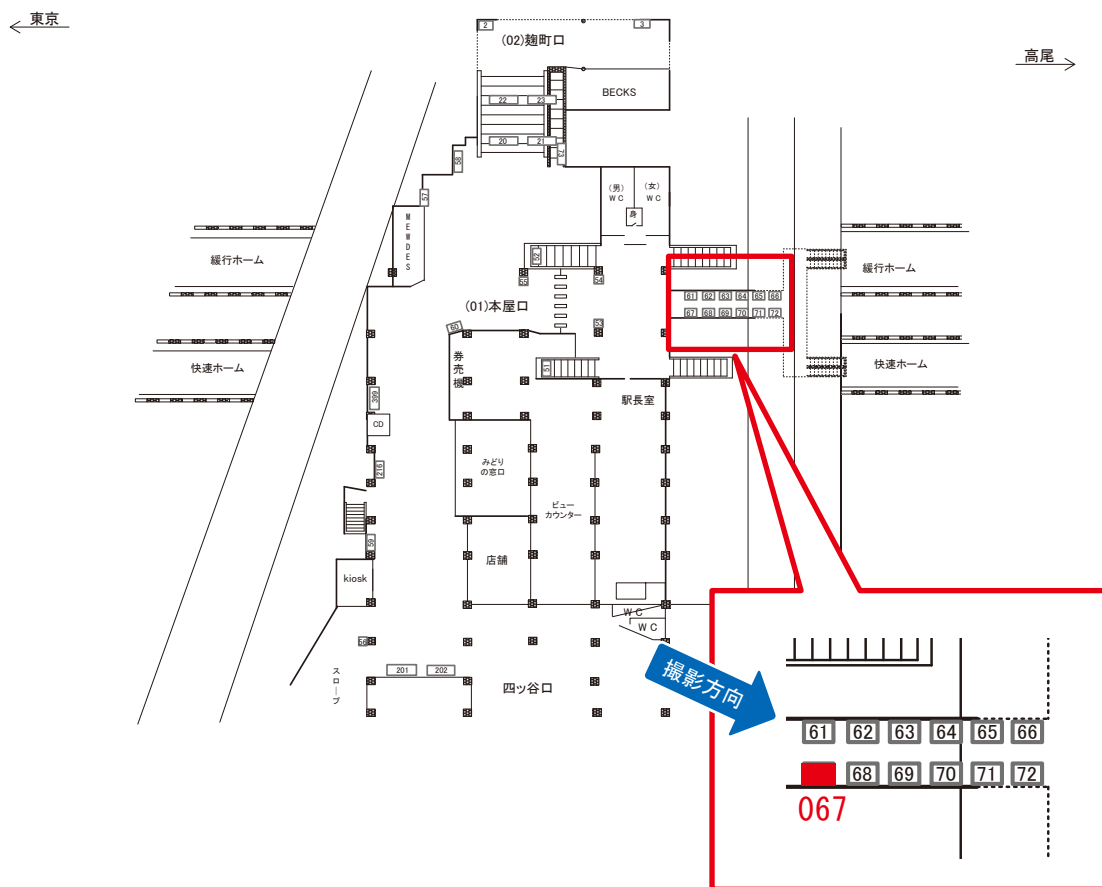 東京
高尾
2
3
(02)麹町口
BECKS
22
23
20
21
73
58
57
(男)
WC
(女)
WC
身
NEWDES
緩行ホーム
緩行ホーム
52
55
54
61 62 63 64 65 66
67 68 69 70 71 72
(01)本屋口
60
53
快速ホーム
快速ホーム
券売機
51
駅長室
399
CD
216
みどり
の窓口
ビュー
カウンター
59
店舗
kiosk
WC
WC
56
スロープ
201
202
四ッ谷口
撮影方向
61 62 63 64 65 66
68 69 70 71 72
067